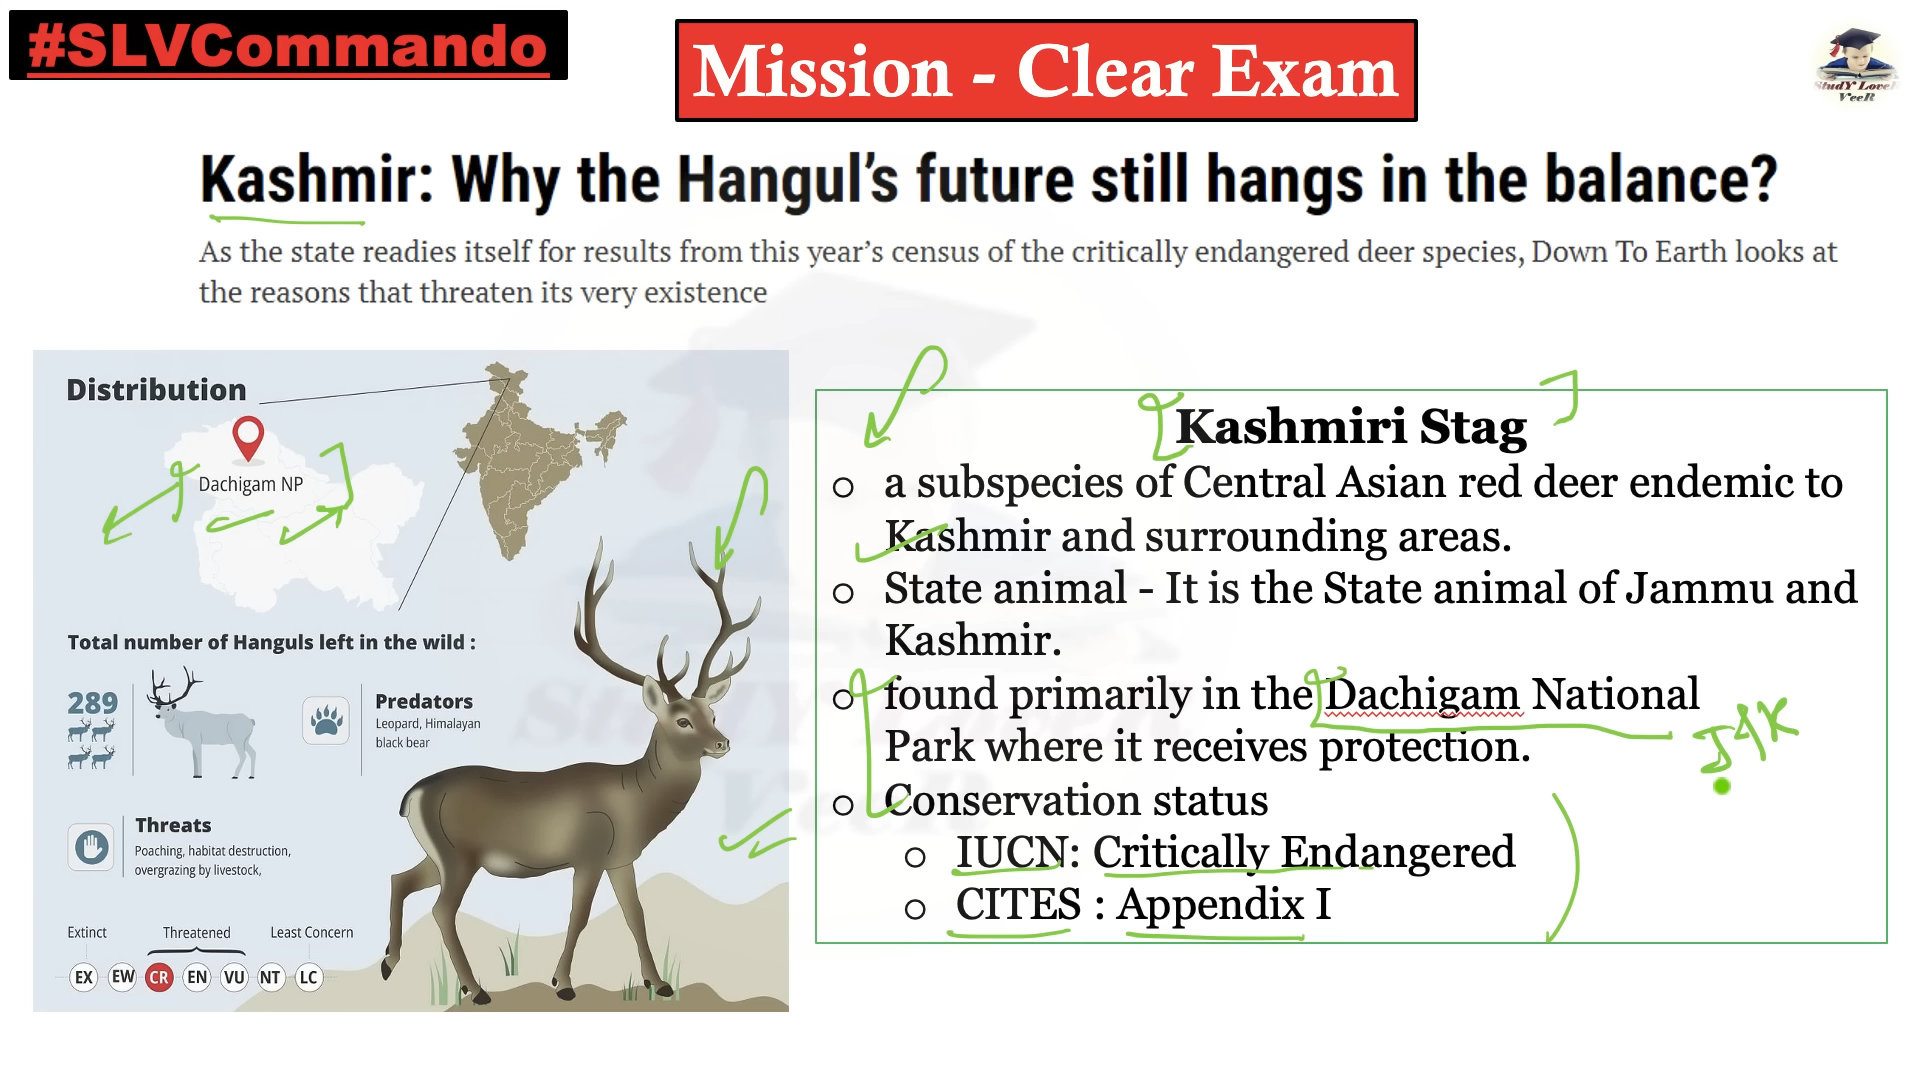 #SLVCommando
Mission - Clear Exam
StudY LoveR
VeeR
Kashmir: Why the Hangul’s future still hangs in the balance?
As the state readies itself for results from this year’s census of the critically endangered deer species, Down To Earth looks at
the reasons that threaten its very existence
Distribution
Dachigam NP
Total number of Hanguls left in the wild :
289
Predators
Leopard, Himalayan
black bear
Threats
Poaching, habitat destruction,
overgrazing by livestock,
Extinct Threatened Least Concern
EX EW CR EN VU NT LC
Kashmiri Stag
a subspecies of Central Asian red deer endemic to
Kashmir and surrounding areas.
State animal - It is the State animal of Jammu and
Kashmir.
found primarily in the Dachigam National
Park where it receives protection.
J&K
Conservation status
IUCN: Critically Endangered
CITES : Appendix I
StudY LoveR
VeeR